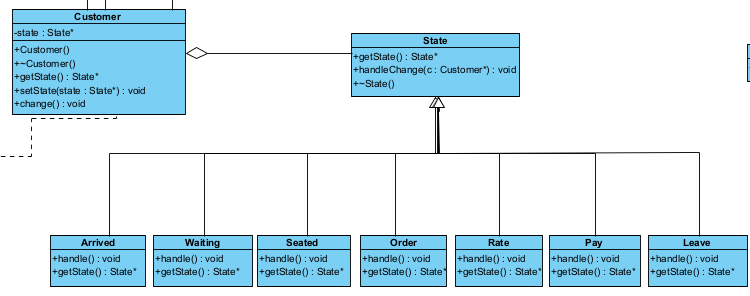 Customer
-state : State*
+Customer()
+~Customer()
+getState() : State*
+setState(state : State*) : void
+change() : void
State
+getState() : State*
+handleChange(c : Customer*) : void
+~State()
Arrived
+handle() : void
+getState() : State*
Waiting
+handle() : void
+getState() : State*
Seated
+handle() : void
+getState() : State*
Order
+handle() : void
+getState() : State*
Rate
+handle() : void
+getState() : State*
Pay
+handle() : void
+getState() : State*
Leave
+handle() : void
+getState() : State*